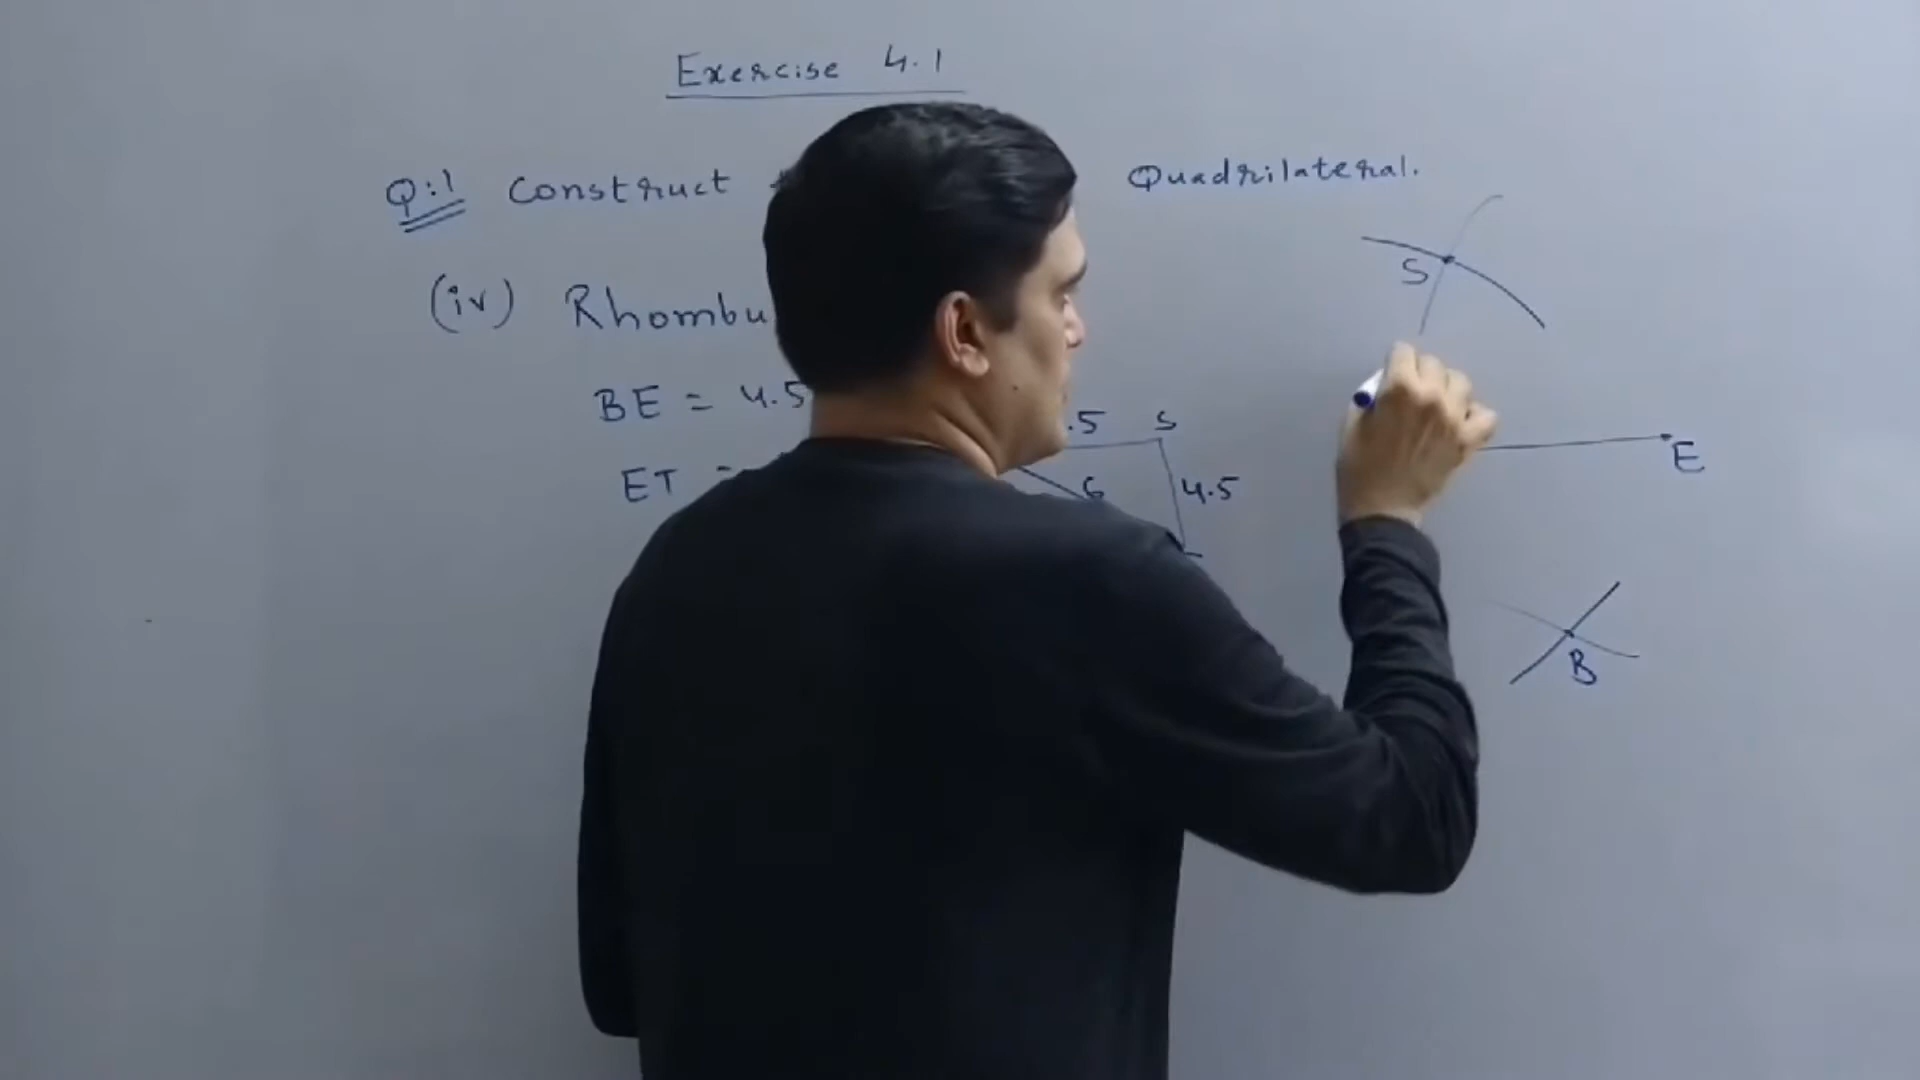 Exercise 4.1
Q:1 Construct Quadrilateral.
(iv) Rhombu
BE = 4.5
ET =
.5 S
6 4.5
S
E
B